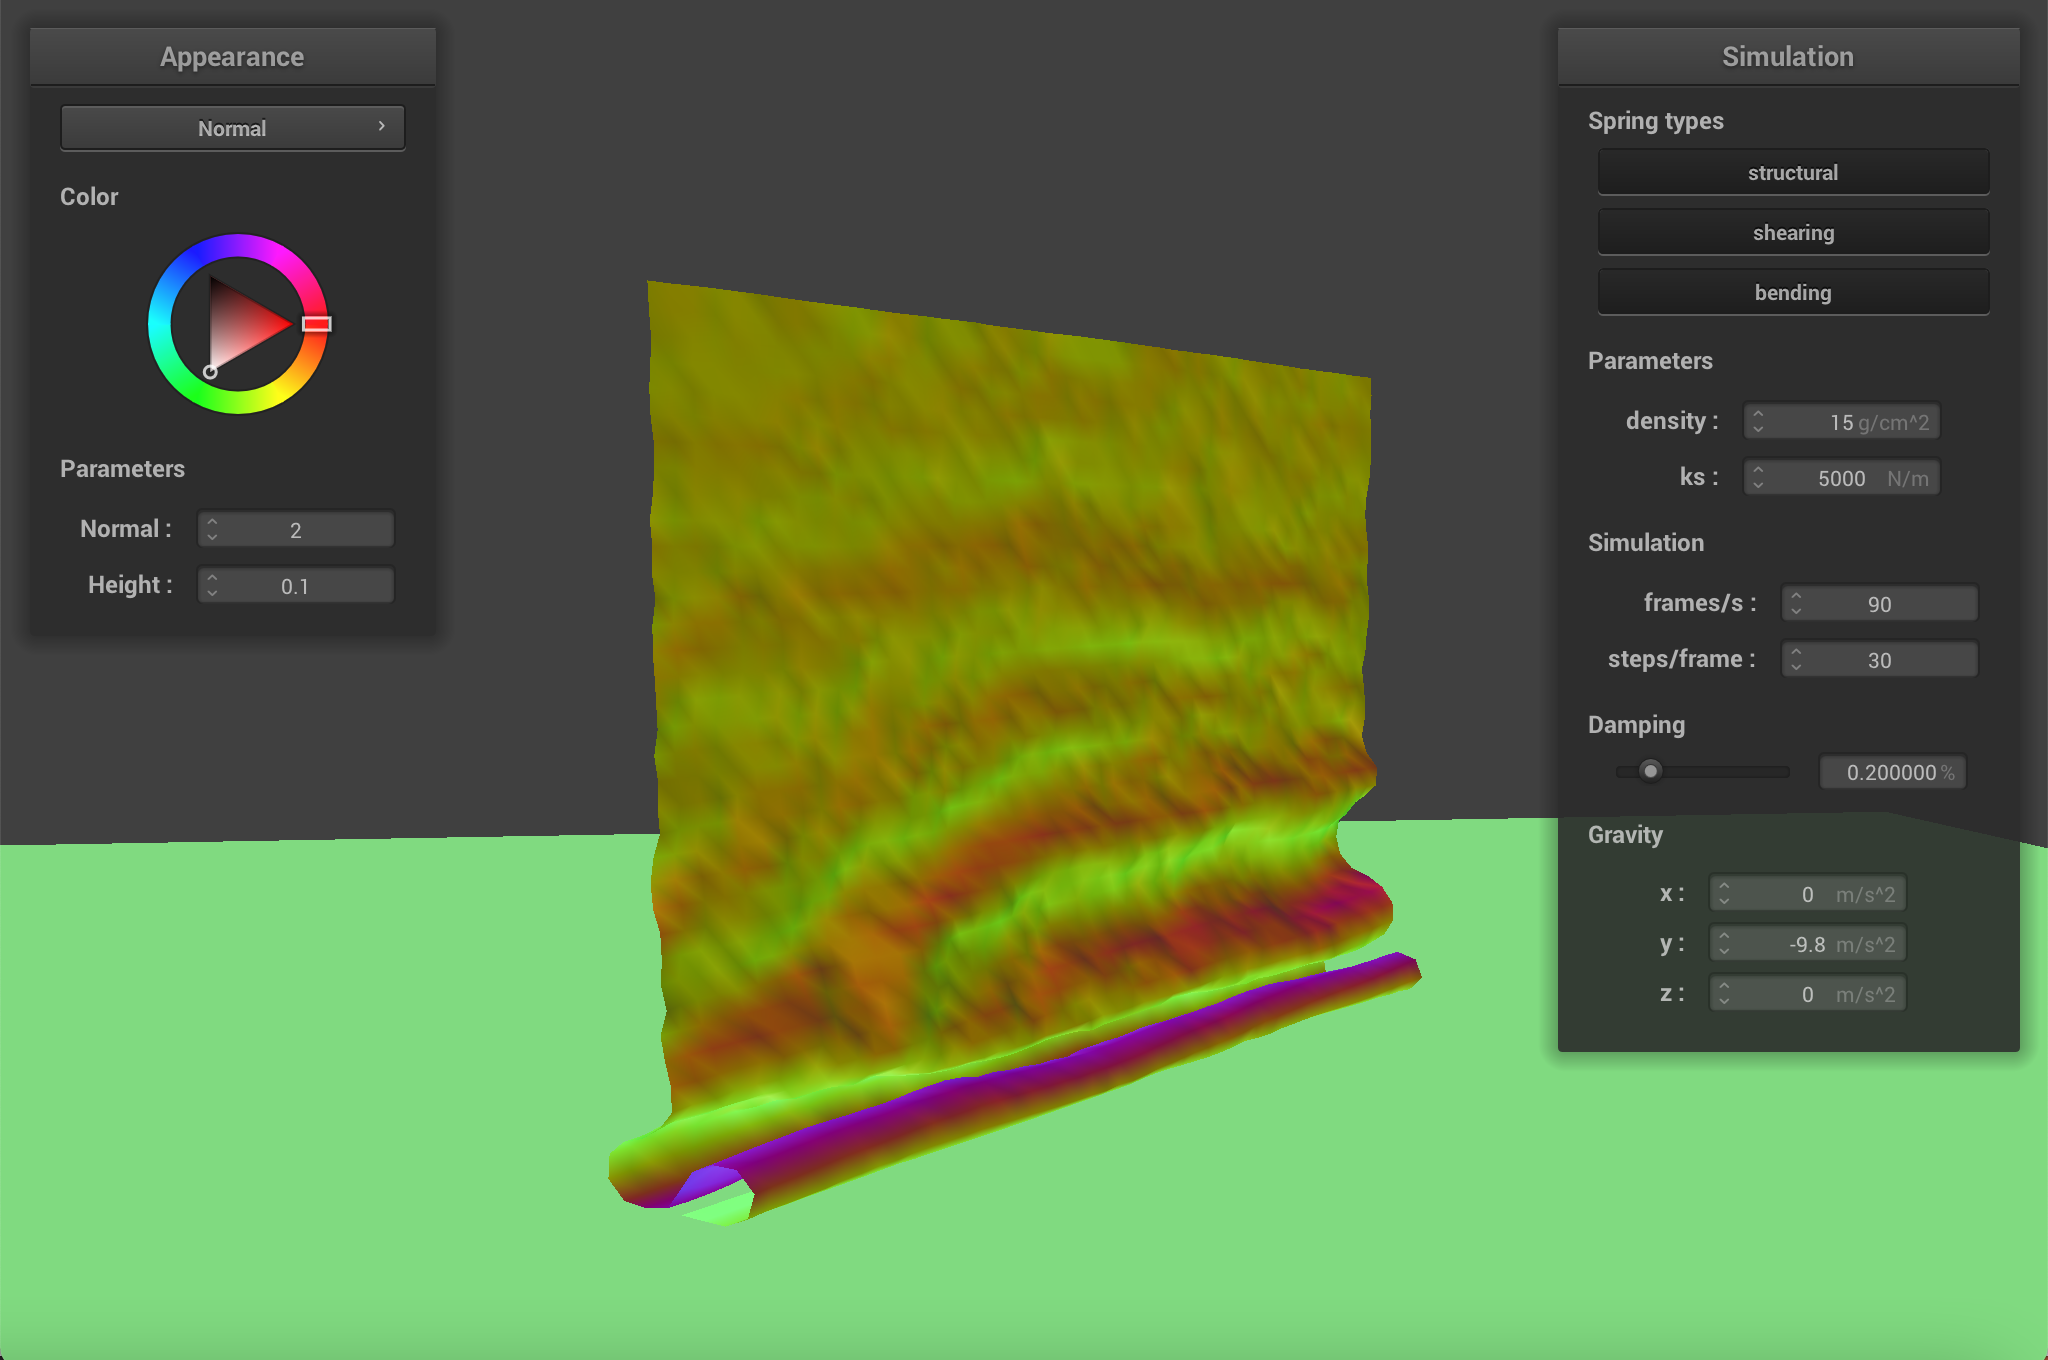 Appearance
Normal
Color
Parameters
Normal : 2
Height : 0.1
Simulation
Spring types
structural
shearing
bending
Parameters
density : 15 g/cm^2
ks : 5000 N/m
Simulation
frames/s : 90
steps/frame : 30
Damping
0.200000 %
Gravity
x : 0 m/s^2
y : -9.8 m/s^2
z : 0 m/s^2